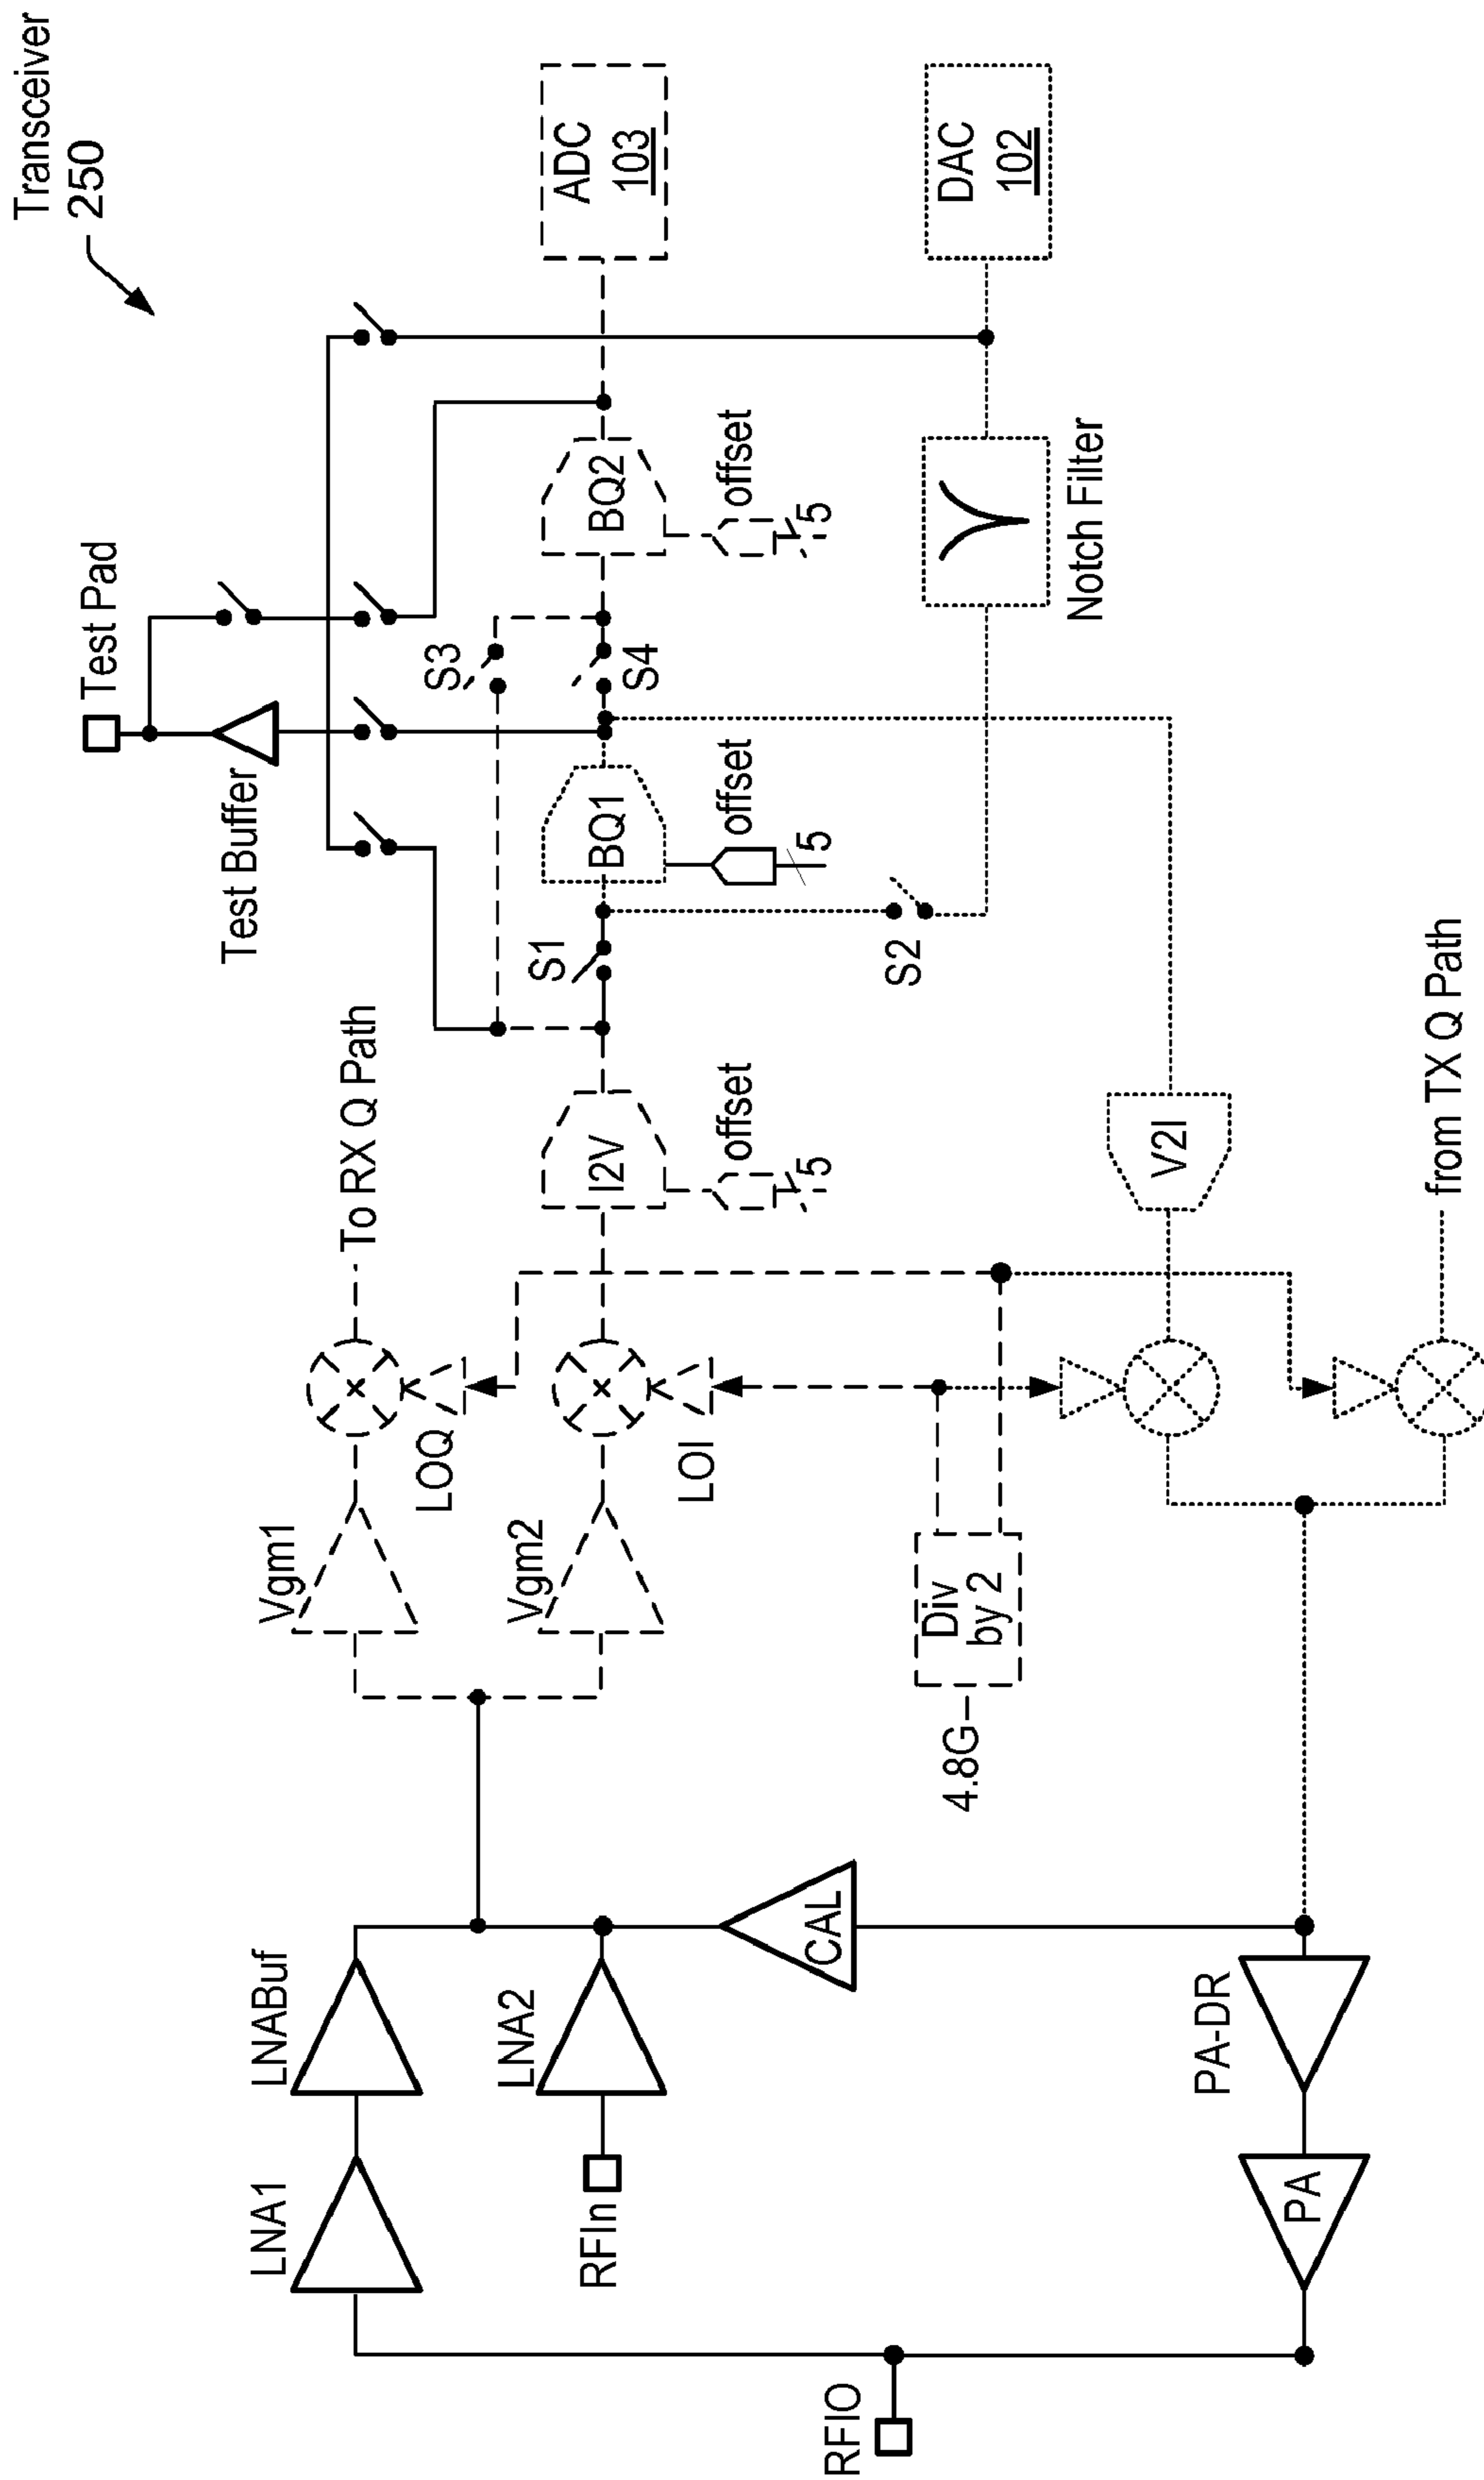 Transceiver
250
Test Pad
Test Buffer
To RX Q Path
Vgm1
LOQ
LNABuf
LNA1
S3
ADC
103
BQ2
offset
5
S4
BQ1
offset
5
S1
I2V
offset
5
Vgm2
LOI
LNA2
RFIn
S2
DAC
102
Notch Filter
Div
by 2
4.8G
CAL
V2I
from TX Q Path
PA-DR
PA
RFIO